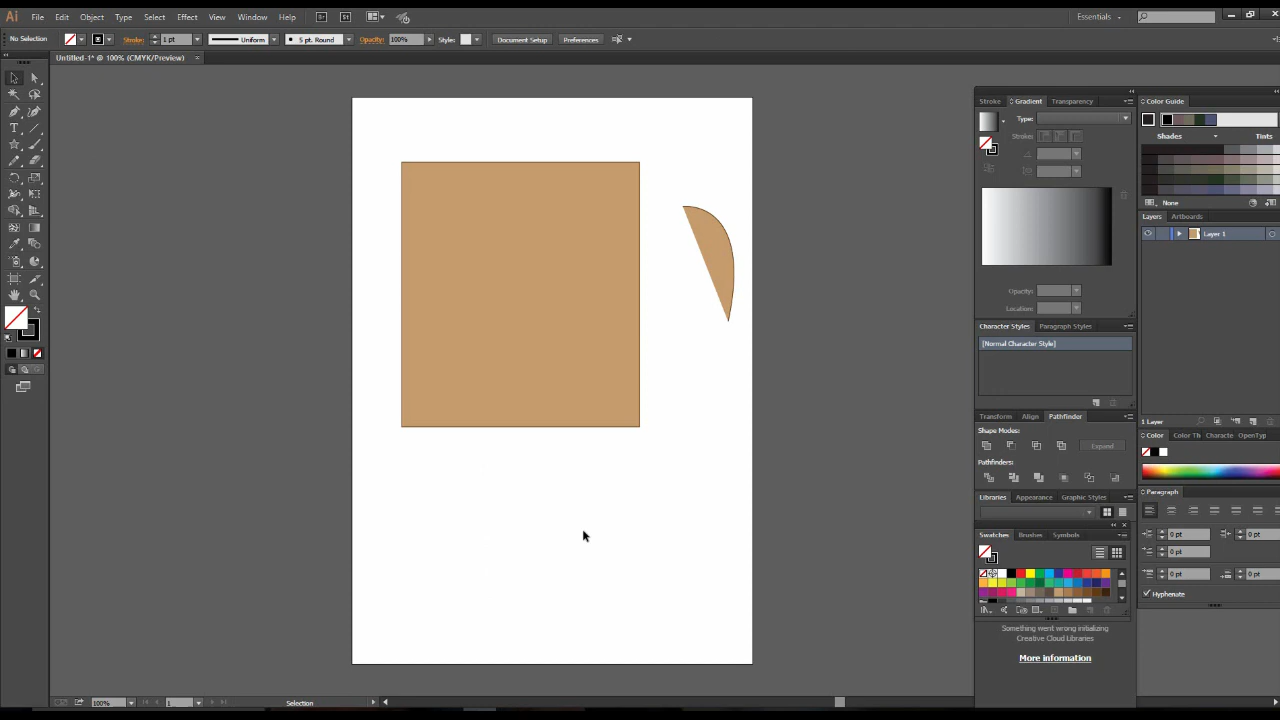 Ai File Edit Object Type Select Effect View Window Help Br St Essentials
No Selection Stroke: 1 pt Uniform 5 pt. Round Opacity: 100% Style: Document Setup Preferences
Untitled-1* @ 100% (CMYK/Preview)
Stroke Gradient Transparency
Type:
Stroke:
Opacity:
Location:
Character Styles Paragraph Styles
[Normal Character Style]
Transform Align Pathfinder
Shape Modes:
Expand
Pathfinders:
Libraries Appearance Graphic Styles
Swatches Brushes Symbols
Something went wrong initializing
Creative Cloud Libraries
More information
Color Guide
Shades Tints
None
Layers Artboards
Layer 1
1 Layer
Color Color Th Characte OpenTyp
Paragraph
0 pt 0 pt
0 pt
0 pt 0 pt
Hyphenate
100% 1 Selection